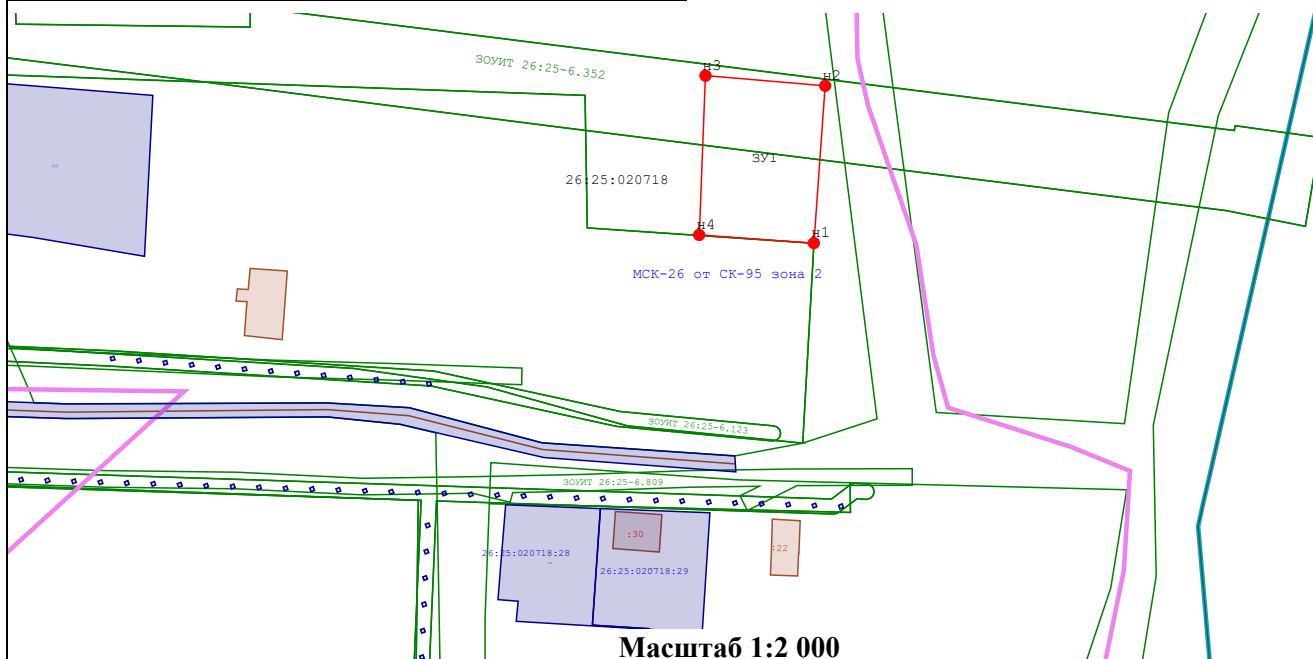 ЗОУИТ 26:25-6.352
н3
н2
ЗУ1
26:25:020718
н4
н1
МСК-26 от СК-95 зона 2
ЗОУИТ 26:25-6.123
ЗОУИТ 26:25-6.809
:30
:22
26:25:020718:28
26:25:020718:29
Масштаб 1:2 000